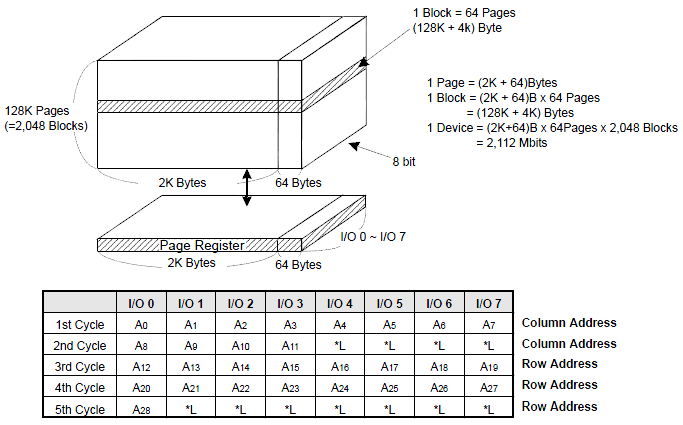 1 Block = 64 Pages
(128K + 4k) Byte
128K Pages
(=2,048 Blocks)
1 Page = (2K + 64)Bytes
1 Block = (2K + 64)B x 64 Pages
= (128K + 4K) Bytes
1 Device = (2K+64)B x 64Pages x 2,048 Blocks
= 2,112 Mbits
8 bit
2K Bytes 64 Bytes
Page Register
I/O 0 ~ I/O 7
2K Bytes 64 Bytes
I/O 0 I/O 1 I/O 2 I/O 3 I/O 4 I/O 5 I/O 6 I/O 7
1st Cycle A0 A1 A2 A3 A4 A5 A6 A7 Column Address
2nd Cycle A8 A9 A10 A11 *L *L *L *L Column Address
3rd Cycle A12 A13 A14 A15 A16 A17 A18 A19 Row Address
4th Cycle A20 A21 A22 A23 A24 A25 A26 A27 Row Address
5th Cycle A28 *L *L *L *L *L *L *L Row Address